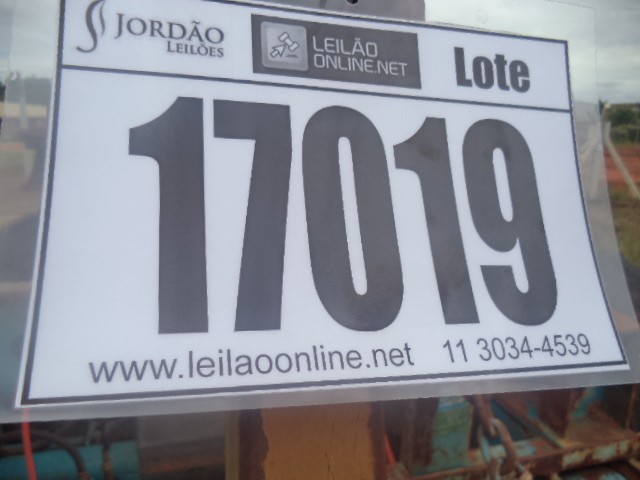 JORDÃO
LEILÕES
LEILÃO
ONLINE.NET
Lote
17019
www.leilaoonline.net 11 3034-4539